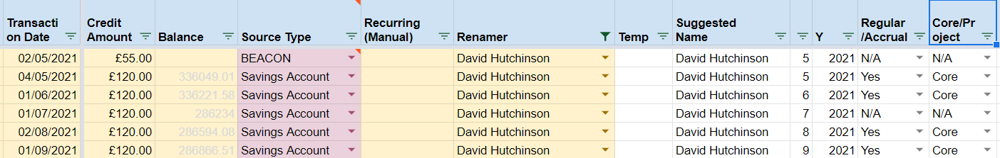 Transacti on Date Credit Amount Balance Source Type Recurring (Manual) Renamer Temp Suggested Name Y Regular /Accrual Core/Pr oject
02/05/2021 £55.00 BEACON David Hutchinson David Hutchinson 5 2021 N/A N/A
04/05/2021 £120.00 336049.01 Savings Account David Hutchinson David Hutchinson 5 2021 Yes Core
01/06/2021 £120.00 336221.58 Savings Account David Hutchinson David Hutchinson 6 2021 Yes Core
01/07/2021 £120.00 286234 Savings Account David Hutchinson David Hutchinson 7 2021 N/A N/A
02/08/2021 £120.00 286594.08 Savings Account David Hutchinson David Hutchinson 8 2021 Yes Core
01/09/2021 £120.00 286866.51 Savings Account David Hutchinson David Hutchinson 9 2021 Yes Core